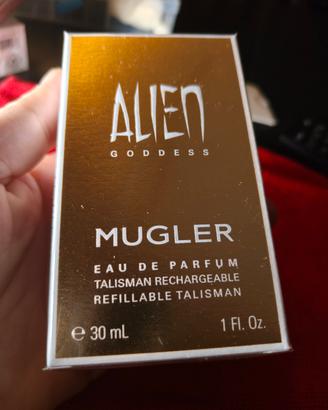 ALIEN
GODDESS
MUGLER
EAU DE PARFUM
TALISMAN RECHARGEABLE
REFILLABLE TALISMAN
℮ 30 mL 1 Fl. Oz.